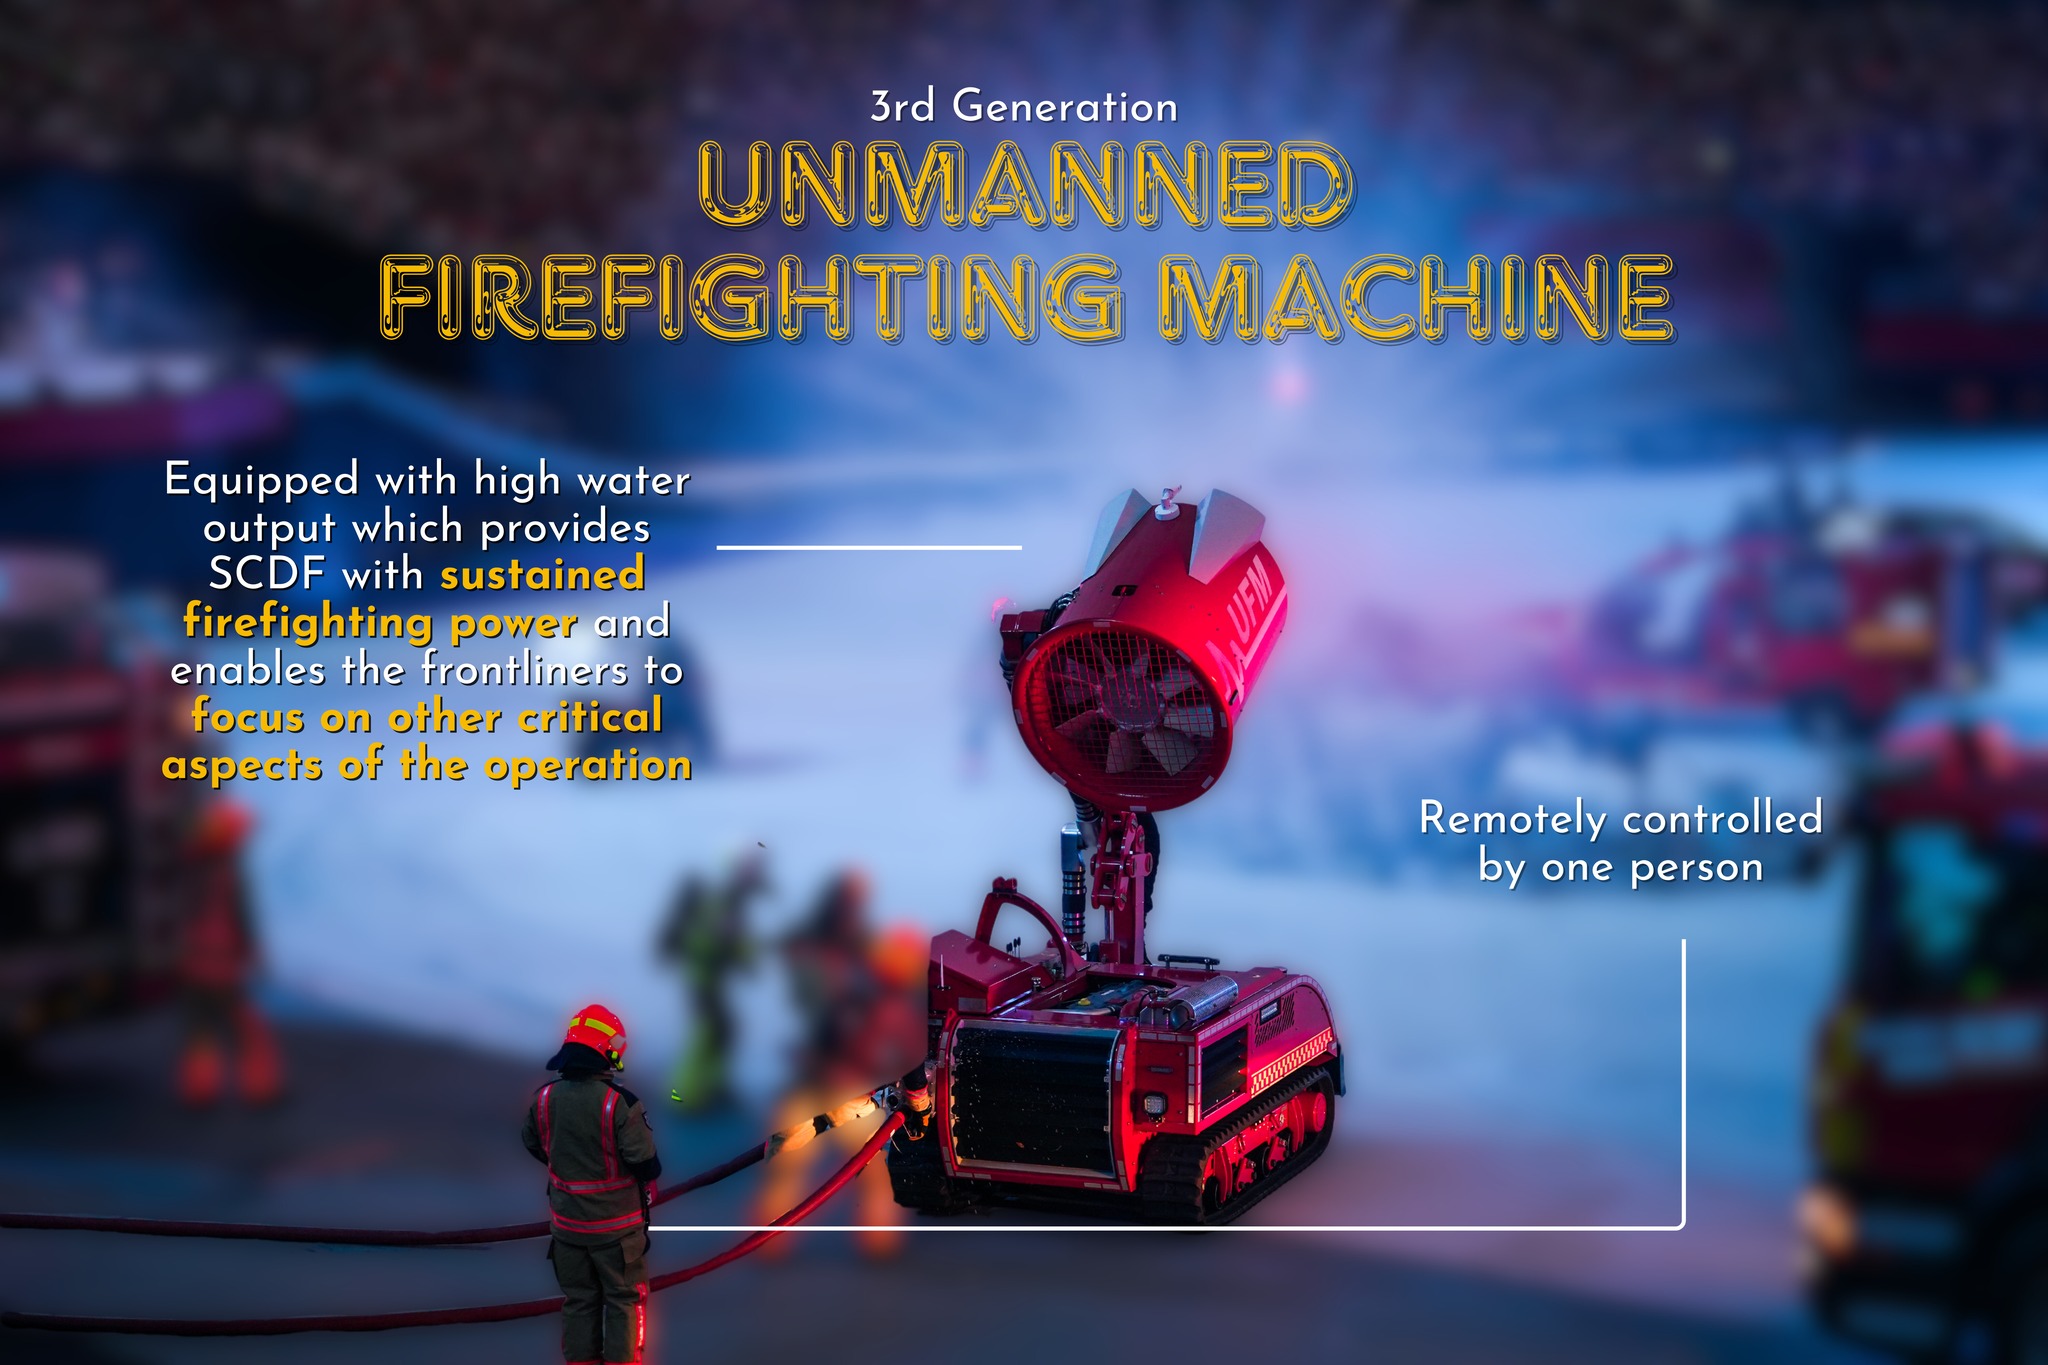 3rd Generation
UNMANNED
FIREFIGHTING MACHINE
Equipped with high water
output which provides
SCDF with sustained
firefighting power and
enables the frontliners to
focus on other critical
aspects of the operation
UFM
Remotely controlled
by one person